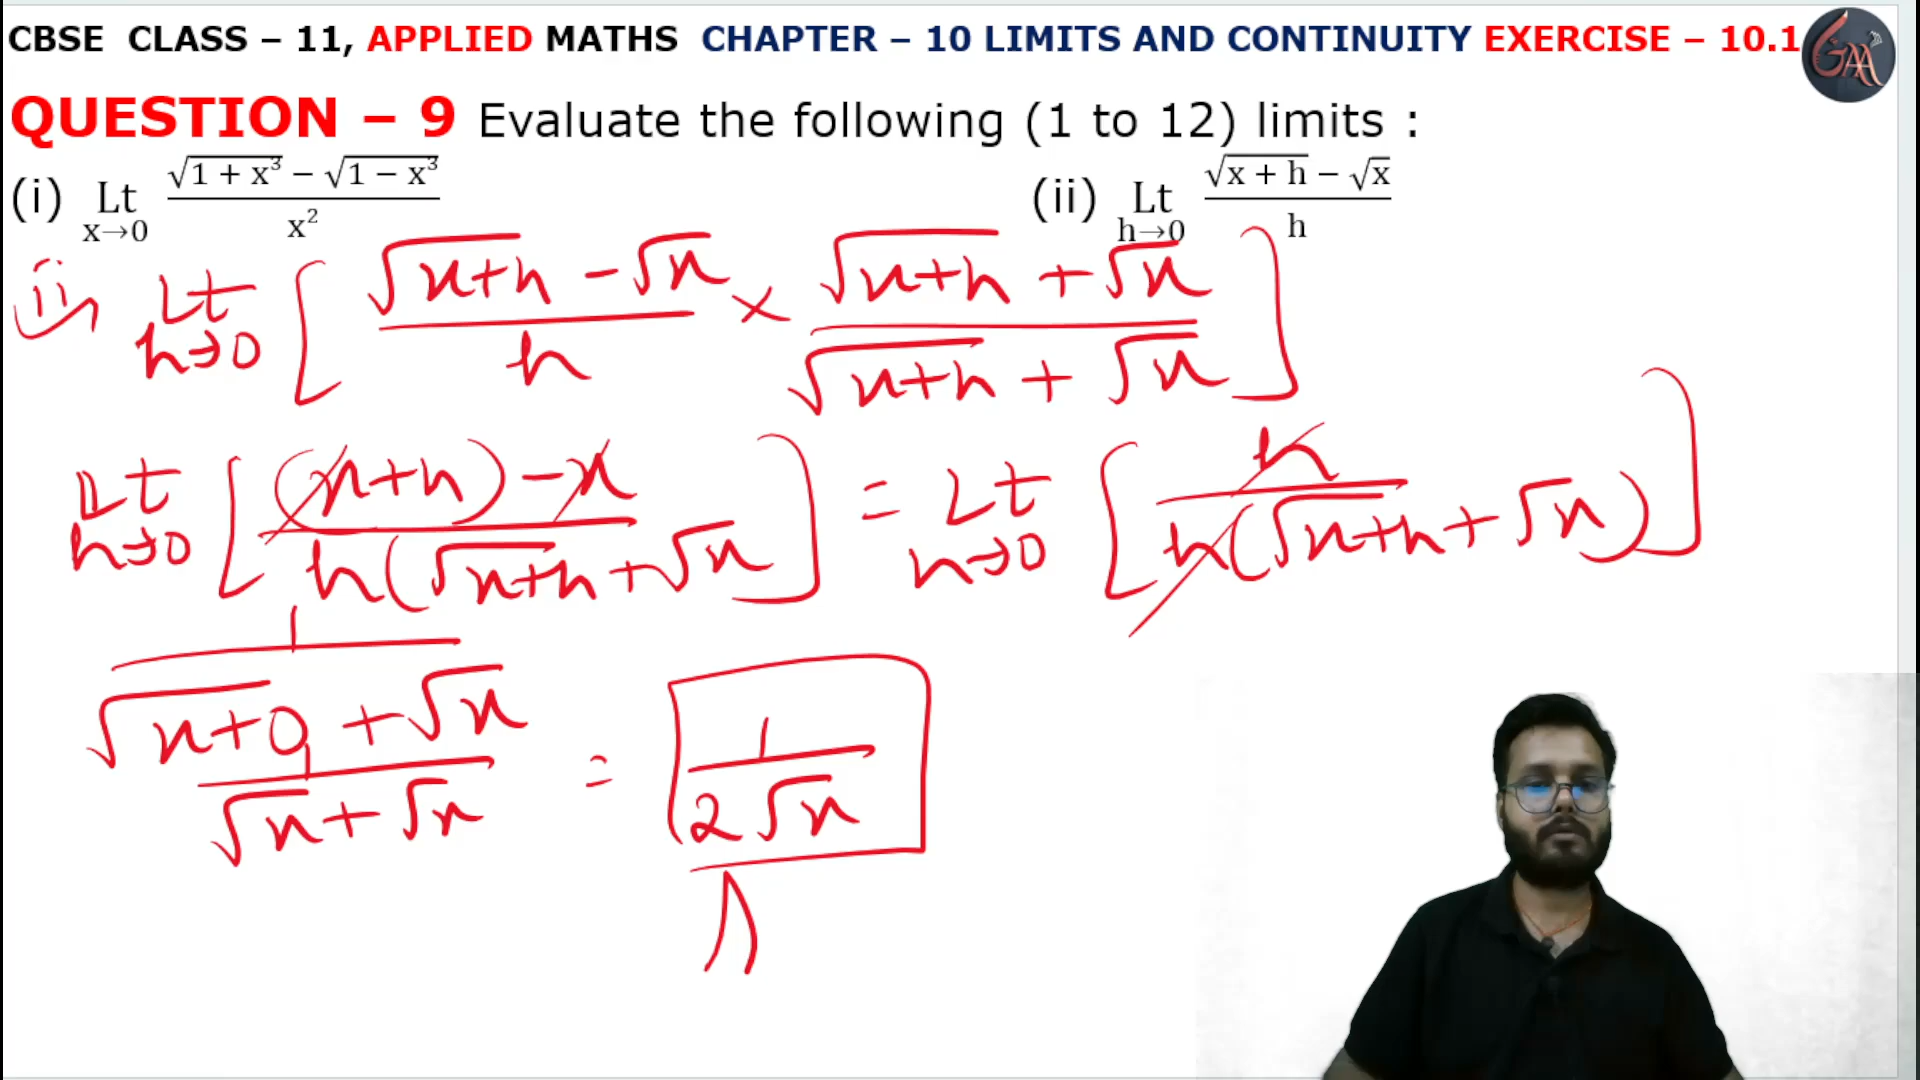 CBSE CLASS – 11, APPLIED MATHS CHAPTER – 10 LIMITS AND CONTINUITY EXERCISE – 10.1
QUESTION – 9 Evaluate the following (1 to 12) limits :
(i) Lt x→0 (√(1 + x³) − √(1 − x³)) / x² (ii) Lt h→0 (√(x + h) − √x) / h
ii) Lt h→0 [ (√(x+h) − √x) / h × (√(x+h) + √x) / (√(x+h) + √x) ]
Lt h→0 [ ((x+h) − x) / (h(√(x+h) + √x)) ] = Lt h→0 [ h / (h(√(x+h) + √x)) ]
1 / (√(x+0) + √x)
1 / (√x + √x) = 1 / (2√x)